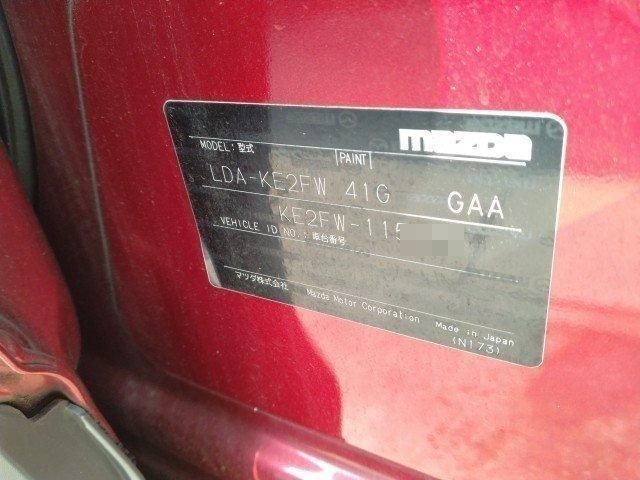 mazda
MODEL:型式 PAINT
LDA-KE2FW 41G GAA
KE2FW-115
VEHICLE ID NO.:車台番号
マツダ株式会社 Mazda Motor Corporation Made in Japan
(N173)